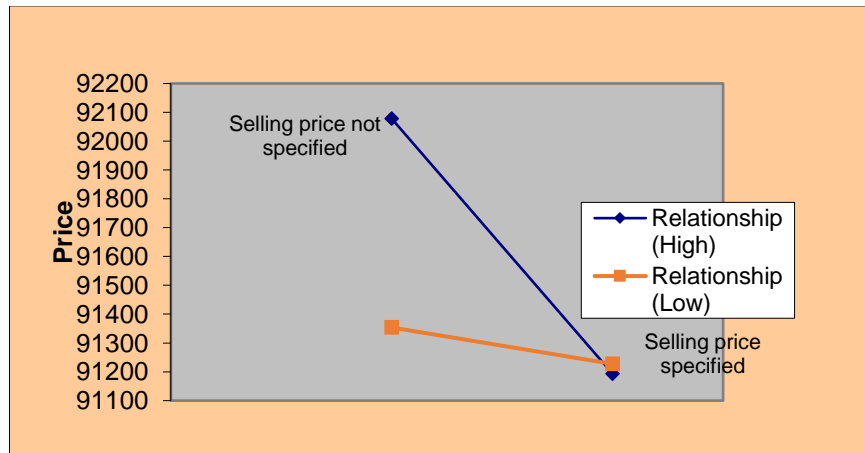 92200
92100
92000
91900
91800
91700
91600
91500
91400
91300
91200
91100
Price
Selling price not
specified
Relationship
(High)
Relationship
(Low)
Selling price
specified